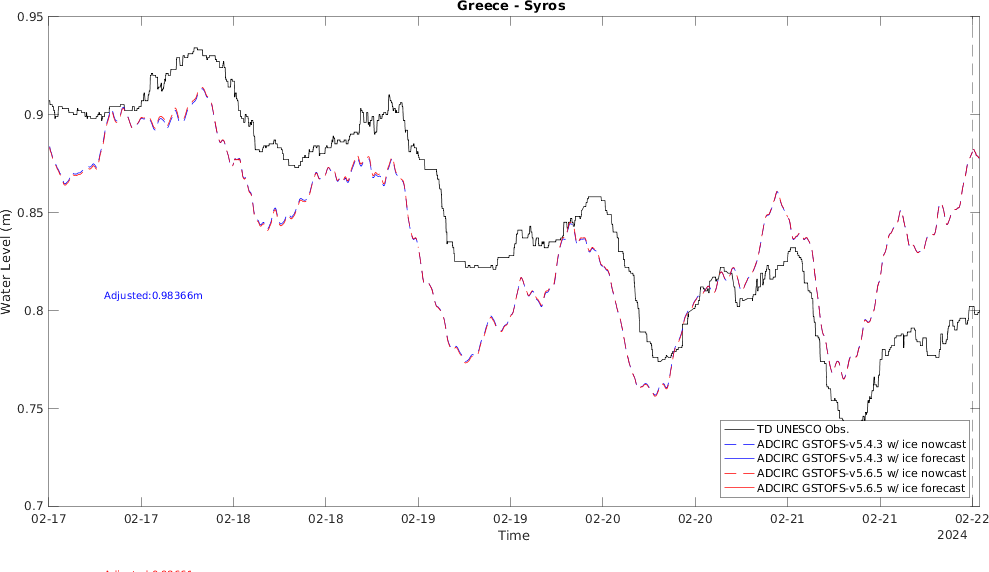 Greece - Syros
0.95
0.9
0.85
0.8
0.75
0.7
Water Level (m)
Adjusted:0.98366m
TD UNESCO Obs.
ADCIRC GSTOFS-v5.4.3 w/ ice nowcast
ADCIRC GSTOFS-v5.4.3 w/ ice forecast
ADCIRC GSTOFS-v5.6.5 w/ ice nowcast
ADCIRC GSTOFS-v5.6.5 w/ ice forecast
02-17 02-17 02-18 02-18 02-19 02-19 02-20 02-20 02-21 02-21 02-22
Time
2024